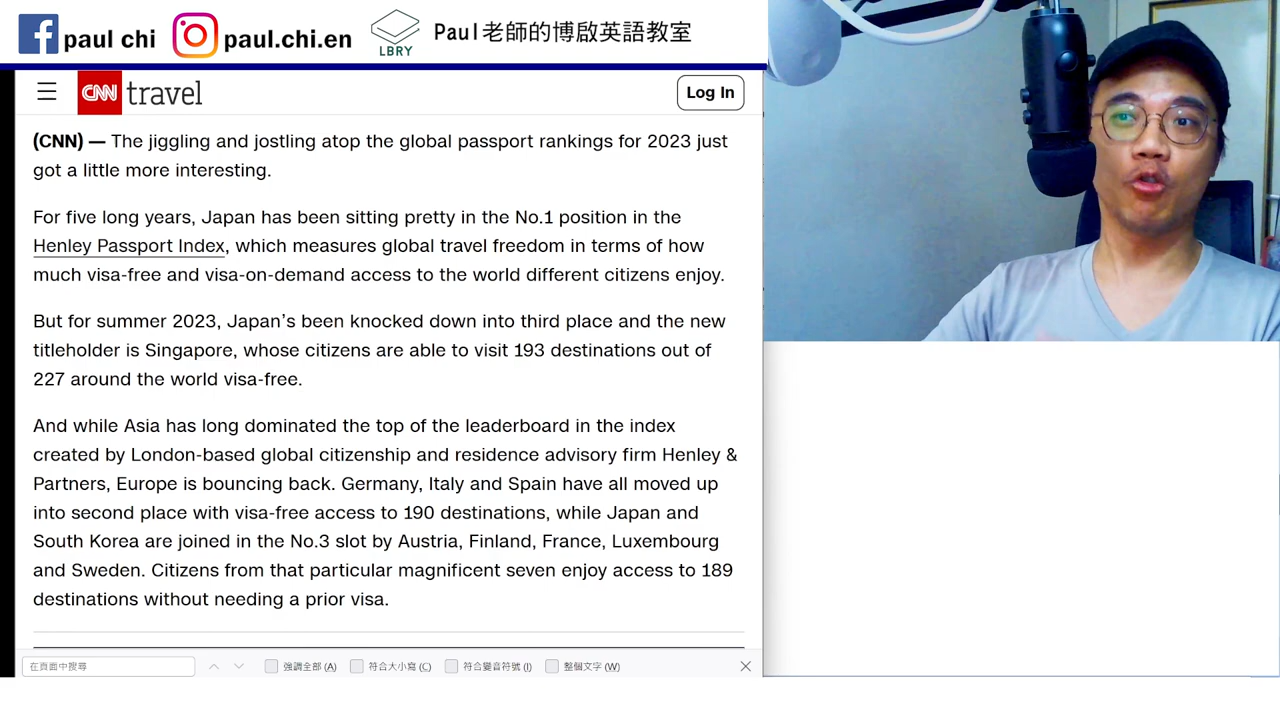 paul chi
paul.chi.en
LBRY
Paul老師的博啟英語教室
CNN travel
Log In
(CNN) — The jiggling and jostling atop the global passport rankings for 2023 just
got a little more interesting.
For five long years, Japan has been sitting pretty in the No.1 position in the
Henley Passport Index, which measures global travel freedom in terms of how
much visa-free and visa-on-demand access to the world different citizens enjoy.
But for summer 2023, Japan’s been knocked down into third place and the new
titleholder is Singapore, whose citizens are able to visit 193 destinations out of
227 around the world visa-free.
And while Asia has long dominated the top of the leaderboard in the index
created by London-based global citizenship and residence advisory firm Henley &
Partners, Europe is bouncing back. Germany, Italy and Spain have all moved up
into second place with visa-free access to 190 destinations, while Japan and
South Korea are joined in the No.3 slot by Austria, Finland, France, Luxembourg
and Sweden. Citizens from that particular magnificent seven enjoy access to 189
destinations without needing a prior visa.
在頁面中搜尋 強調全部 (A) 符合大小寫 (C) 符合變音符號 (I) 整個文字 (W)